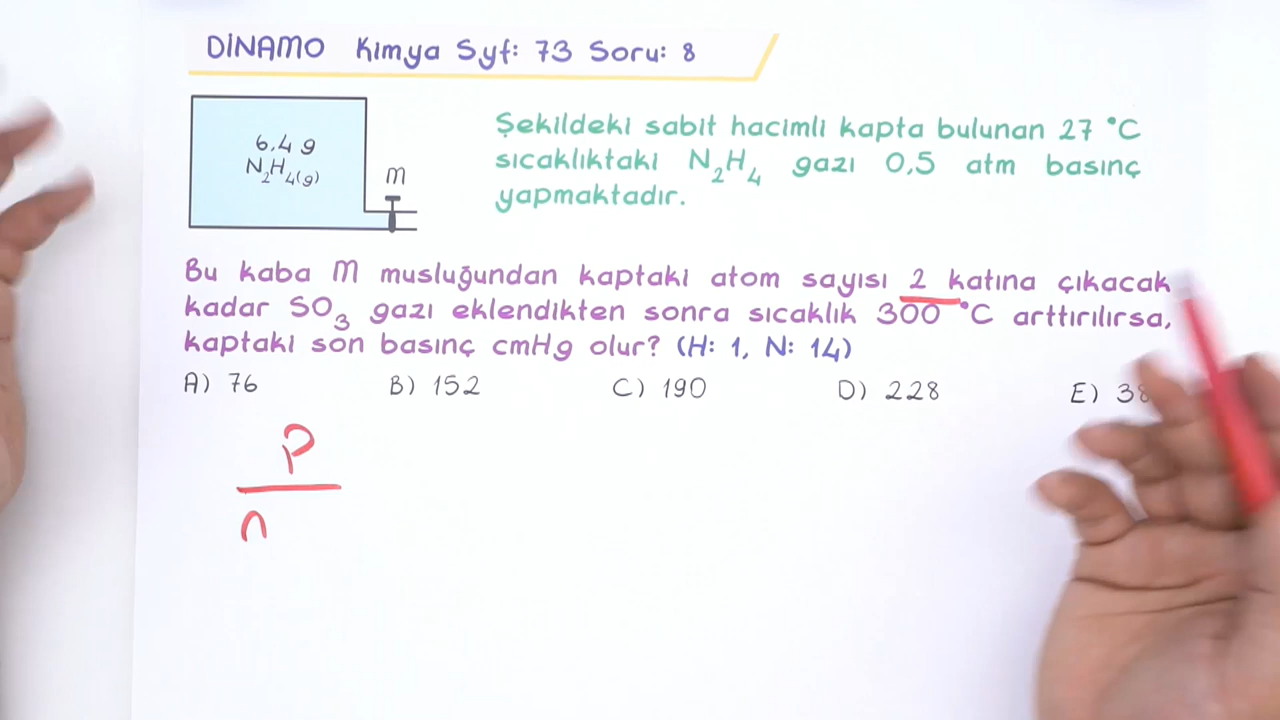 DİNAMO Kimya Syf: 73 Soru: 8
6,4 g
N₂H₄(g)
m
Şekildeki sabit hacimli kapta bulunan 27 °C
sıcaklıktaki N₂H₄ gazı 0,5 atm basınç
yapmaktadır.
Bu kaba M musluğundan kaptaki atom sayısı 2 katına çıkacak
kadar SO₃ gazı eklendikten sonra sıcaklık 300 °C arttırılırsa,
kaptaki son basınç cmHg olur? (H: 1, N: 14)
A) 76 B) 152 C) 190 D) 228 E)
P
n